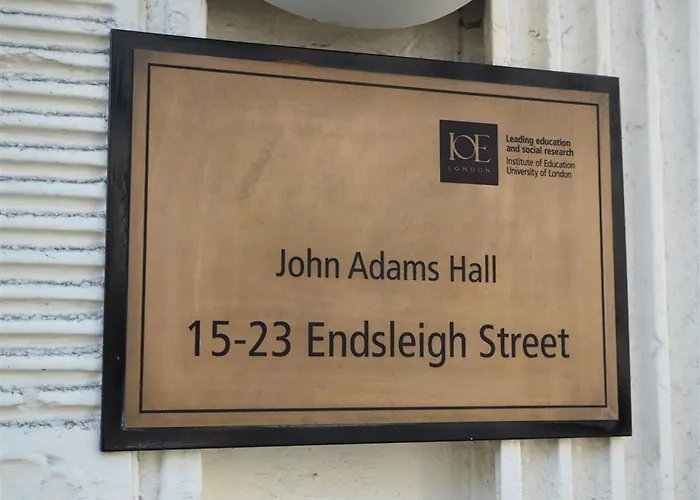 IOE
LONDON
Leading education
and social research
Institute of Education
University of London
John Adams Hall
15-23 Endsleigh Street